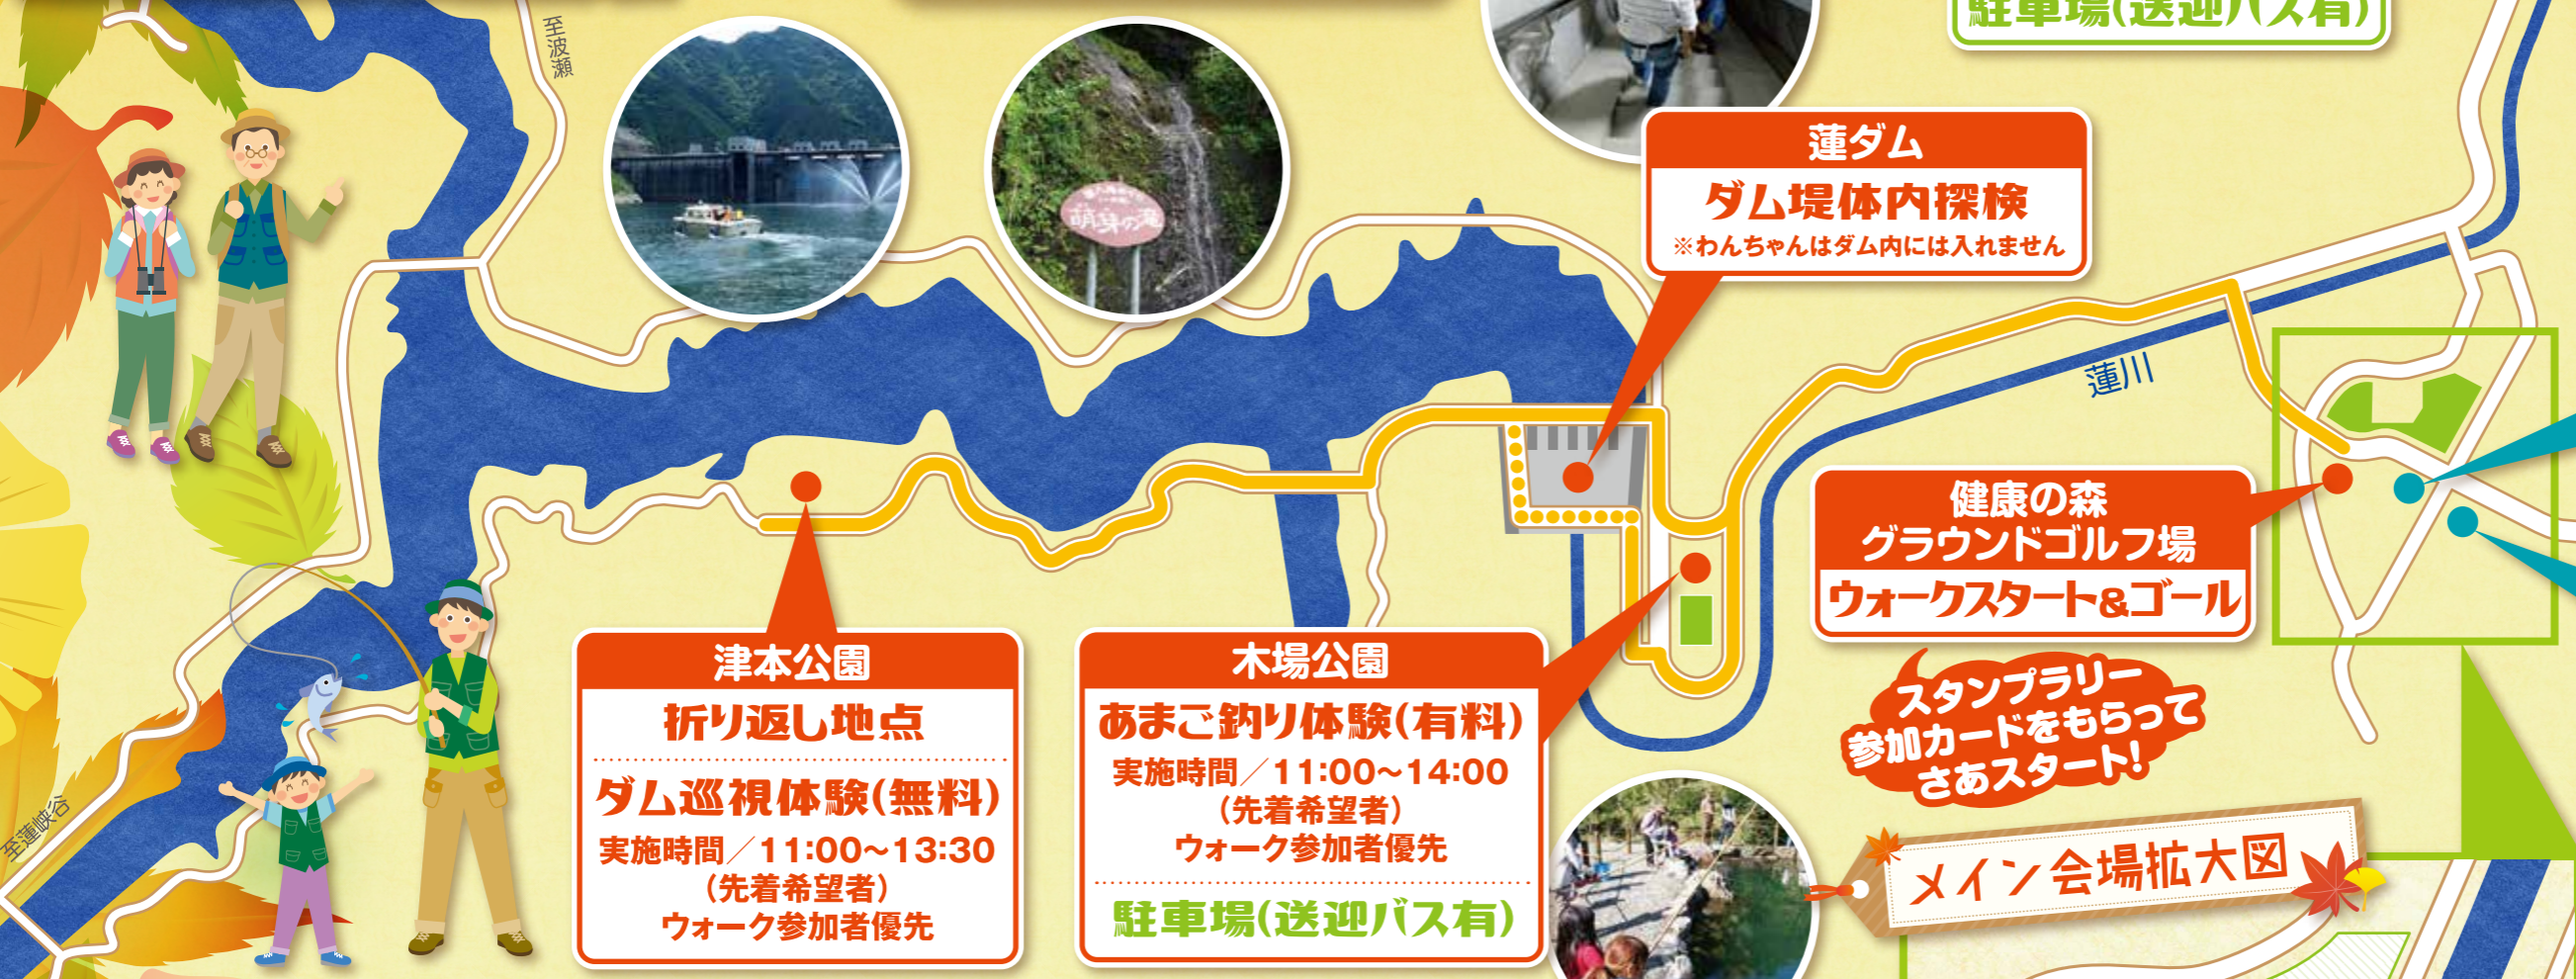 駐車場(送迎バス有)
至波瀬
萌芽の滝
蓮ダム
ダム堤体内探検
※わんちゃんはダム内には入れません
蓮川
健康の森
グラウンドゴルフ場
ウォークスタート&ゴール
スタンプラリー
参加カードをもらって
さあスタート!
津本公園
折り返し地点
ダム巡視体験(無料)
実施時間／11:00～13:30
(先着希望者)
ウォーク参加者優先
木場公園
あまご釣り体験(有料)
実施時間／11:00～14:00
(先着希望者)
ウォーク参加者優先
駐車場(送迎バス有)
至蓮峡谷
メイン会場拡大図